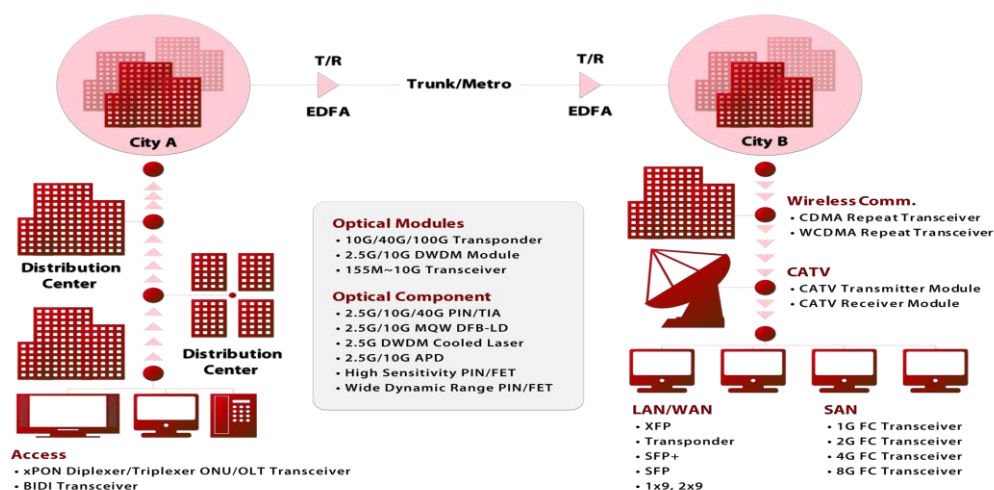 T/R
T/R
Trunk/Metro
EDFA
EDFA
City A
City B
Distribution
Center
Distribution
Center
Access
• xPON Diplexer/Triplexer ONU/OLT Transceiver
• BIDI Transceiver
Optical Modules
• 10G/40G/100G Transponder
• 2.5G/10G DWDM Module
• 155M~10G Transceiver
Optical Component
• 2.5G/10G/40G PIN/TIA
• 2.5G/10G MQW DFB-LD
• 2.5G DWDM Cooled Laser
• 2.5G/10G APD
• High Sensitivity PIN/FET
• Wide Dynamic Range PIN/FET
Wireless Comm.
• CDMA Repeat Transceiver
• WCDMA Repeat Transceiver
CATV
• CATV Transmitter Module
• CATV Receiver Module
LAN/WAN
• XFP
• Transponder
• SFP+
• SFP
• 1x9, 2x9
SAN
• 1G FC Transceiver
• 2G FC Transceiver
• 4G FC Transceiver
• 8G FC Transceiver